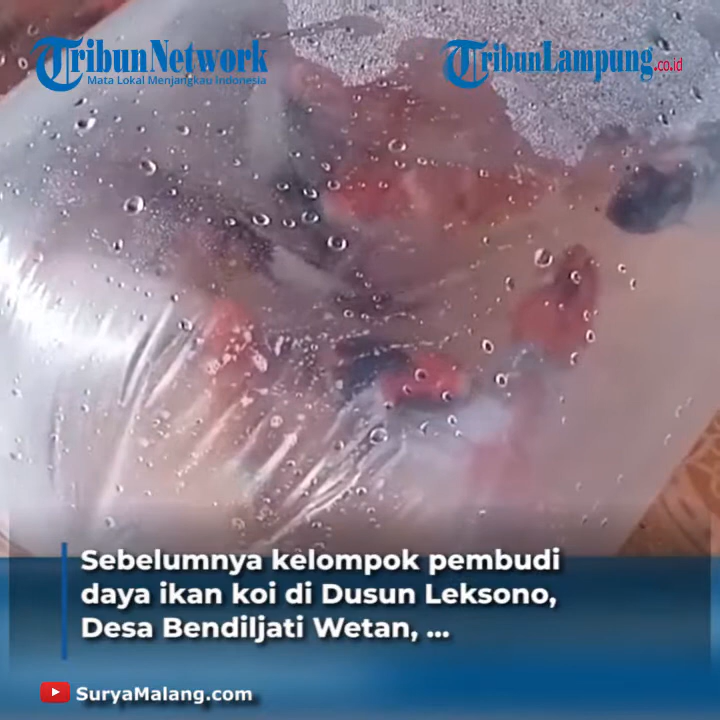 TribunNetwork
Mata Lokal Menjangkau Indonesia
TribunLampung.co.id
Sebelumnya kelompok pembudi
daya ikan koi di Dusun Leksono,
Desa Bendiljati Wetan, ...
SuryaMalang.com